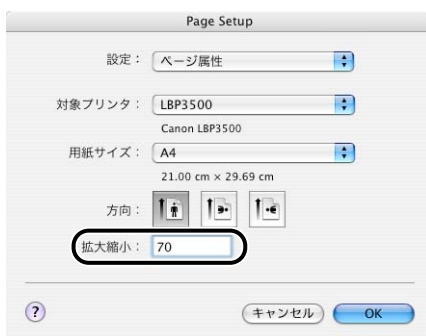 Page Setup
設定： ページ属性
対象プリンタ： LBP3500
Canon LBP3500
用紙サイズ： A4
21.00 cm × 29.69 cm
方向：
拡大縮小： 70
? キャンセル OK